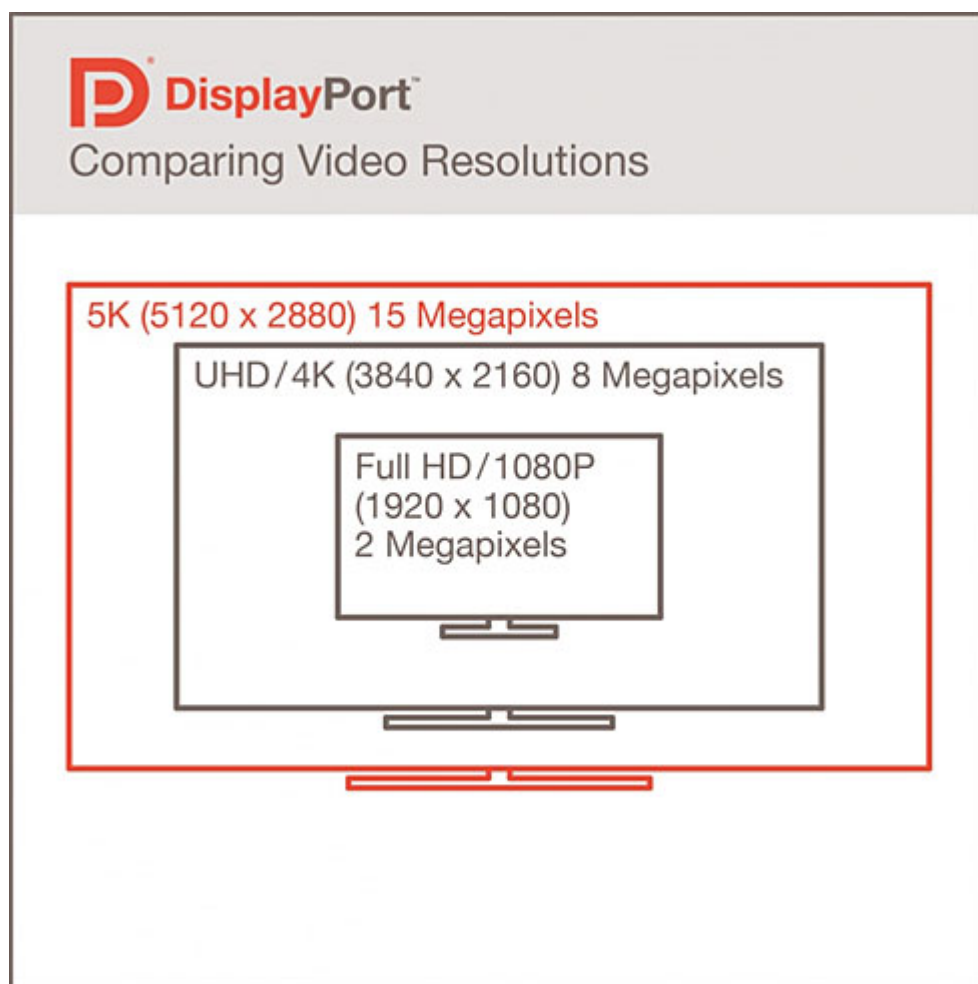 DisplayPort™
Comparing Video Resolutions
5K (5120 x 2880) 15 Megapixels
UHD/4K (3840 x 2160) 8 Megapixels
Full HD/1080P
(1920 x 1080)
2 Megapixels